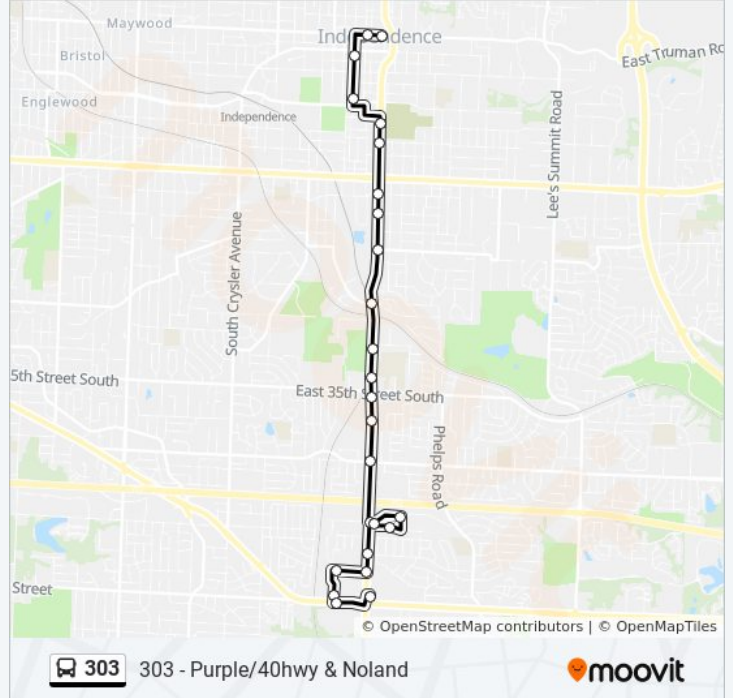 Maywood
Independence
Bristol
East Truman Rd
Englewood
Independence
Lee's Summit Road
South Crysler Avenue
5th Street South
East 35th Street South
Phelps Road
Street
© OpenStreetMap contributors | © OpenMapTiles
303 303 - Purple/40hwy & Noland
moovit